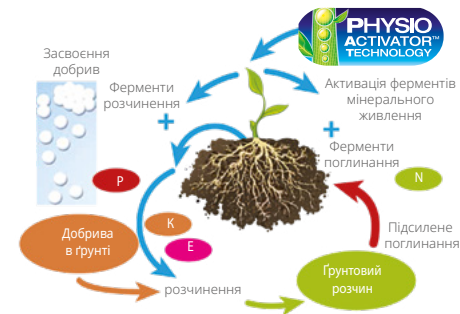 PHYSIO
ACTIVATOR™
TECHNOLOGY
Засвоєння
добрив
Ферменти
розчинення
+
Активація ферментів
мінерального
живлення
+
Ферменти
поглинання
P
N
K
E
Добрива
в ґрунті
Підсилене
поглинання
Ґрунтовий
розчин
розчинення